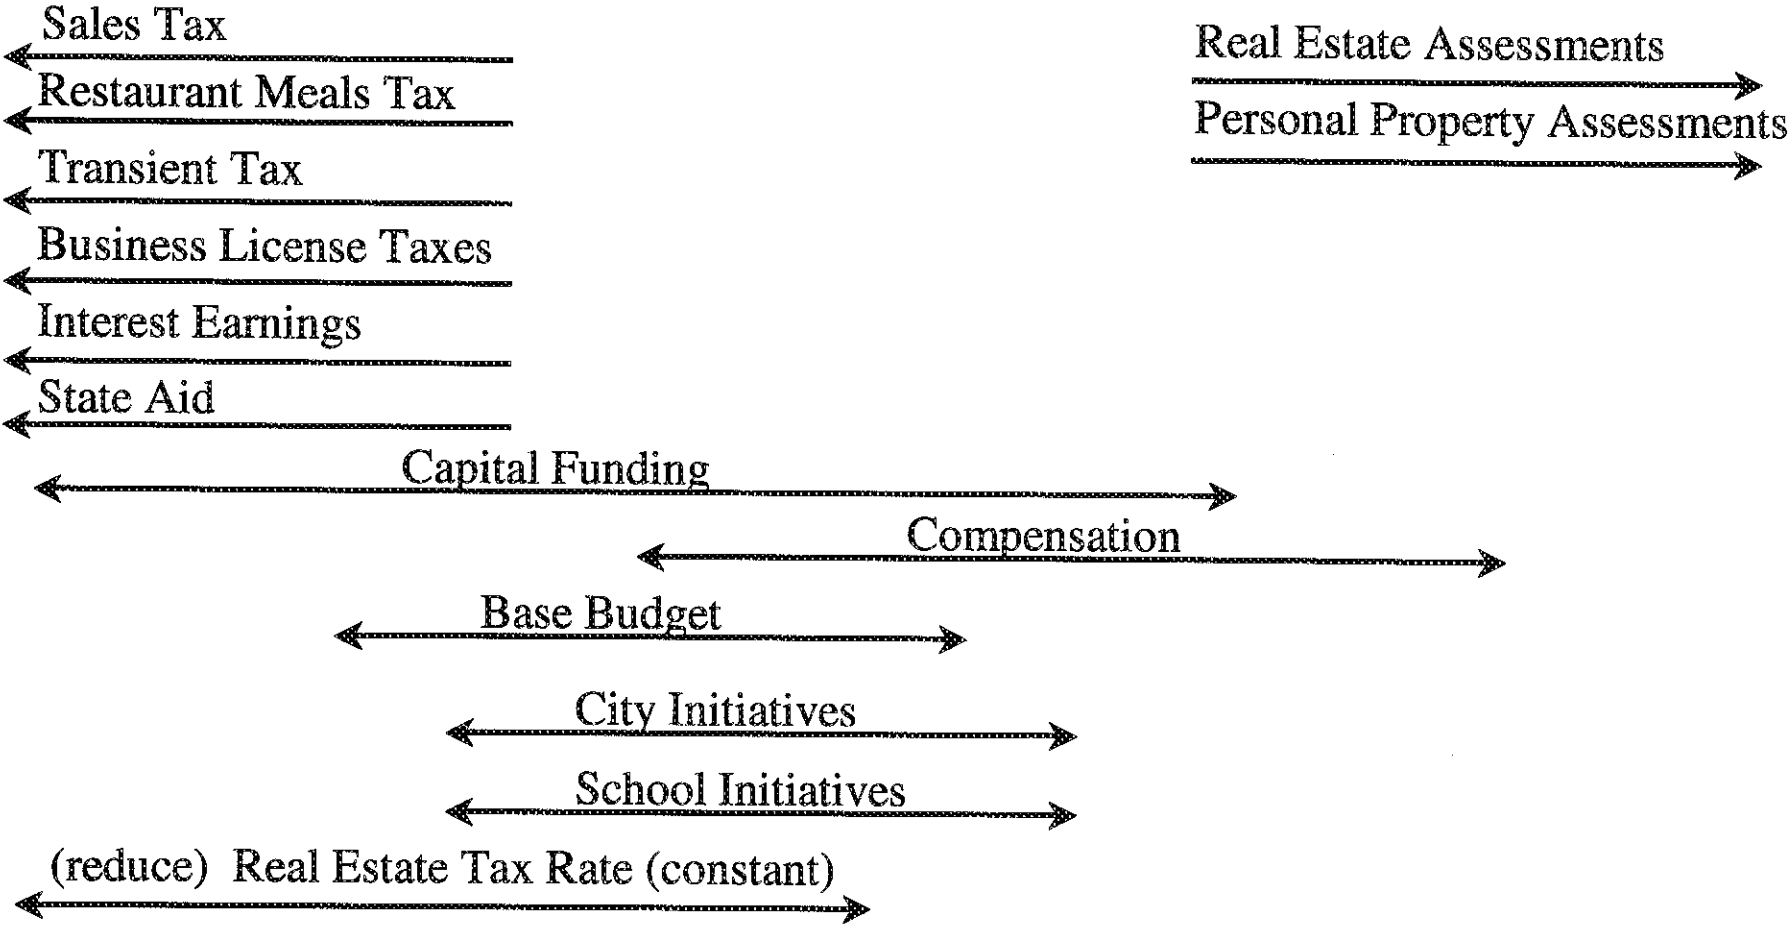 Sales Tax
Restaurant Meals Tax
Transient Tax
Business License Taxes
Interest Earnings
State Aid
Real Estate Assessments
Personal Property Assessments
Capital Funding
Compensation
Base Budget
City Initiatives
School Initiatives
(reduce) Real Estate Tax Rate (constant)